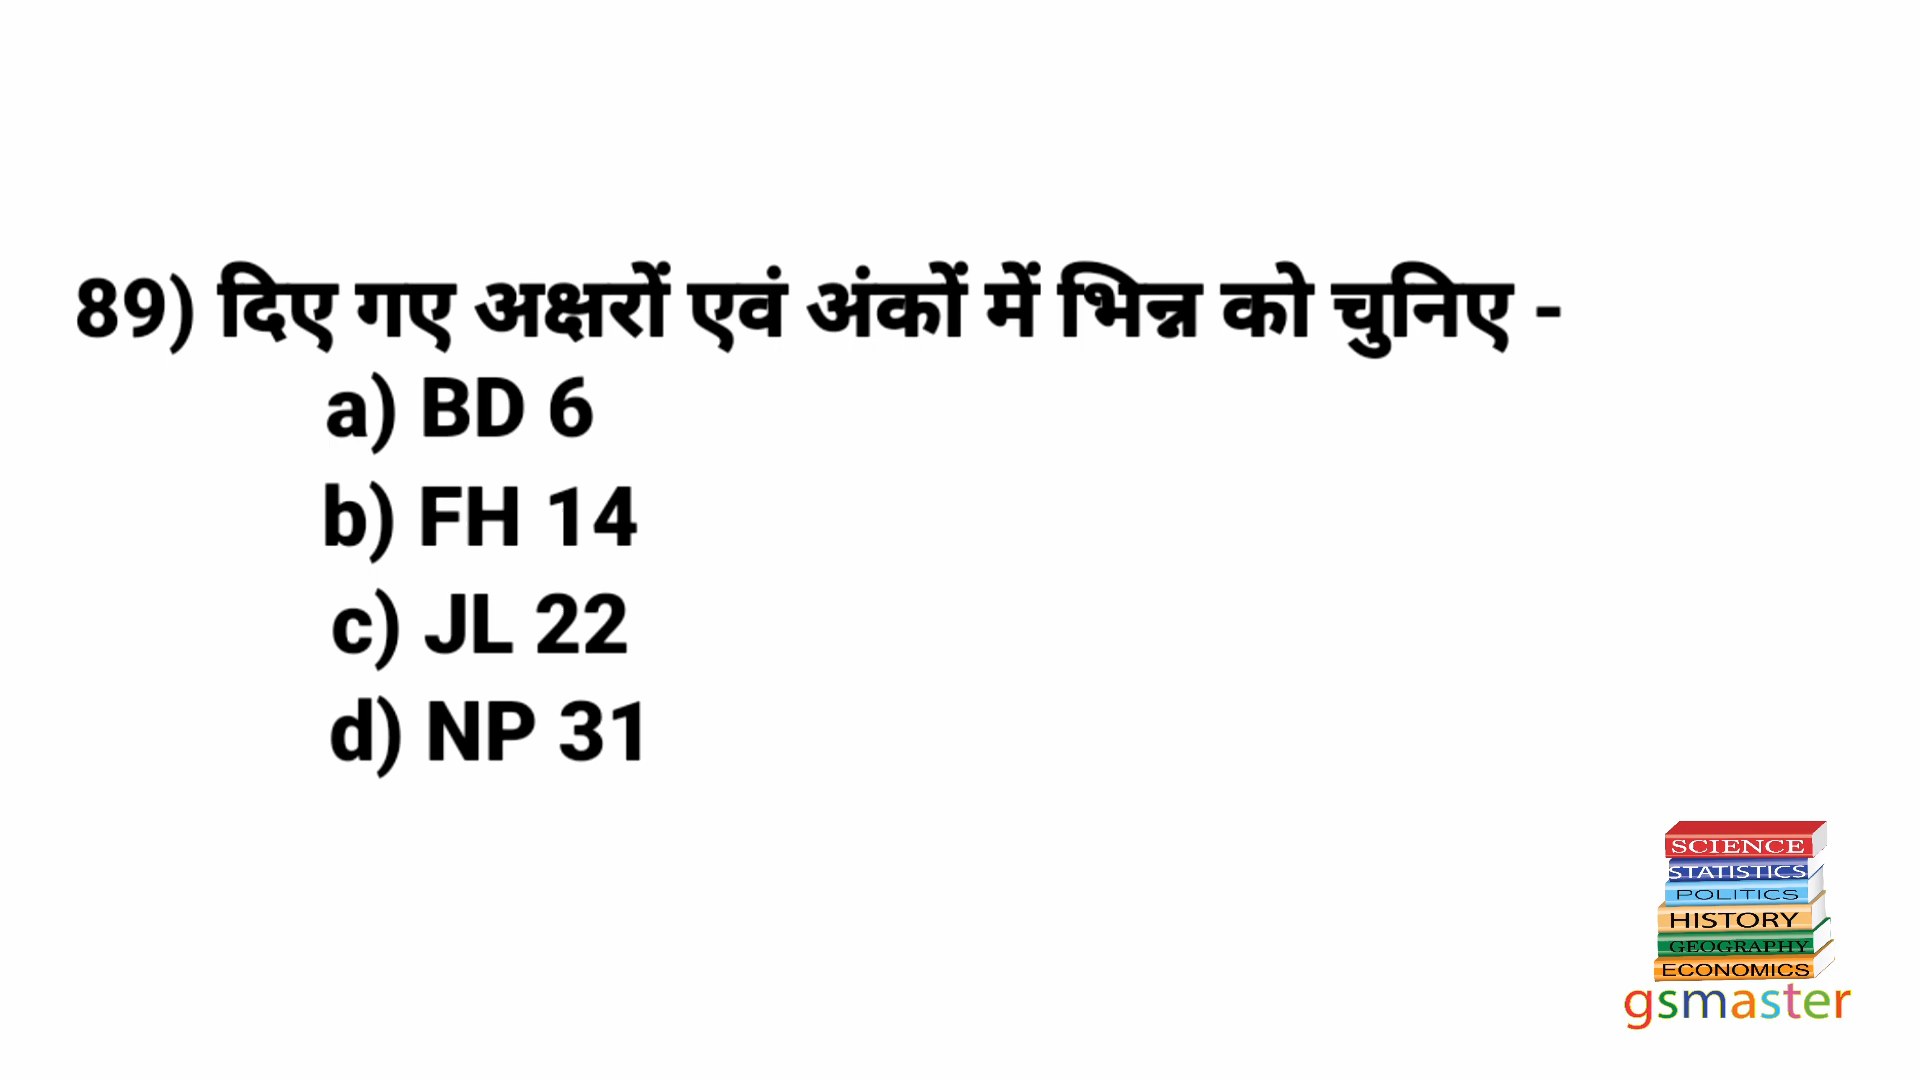 89) दिए गए अक्षरों एवं अंकों में भिन्न को चुनिए -
a) BD 6
b) FH 14
c) JL 22
d) NP 31
SCIENCE
STATISTICS
POLITICS
HISTORY
GEOGRAPHY
ECONOMICS
gsmaster